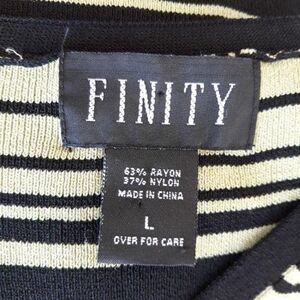 FINITY
63% RAYON
37% NYLON
MADE IN CHINA
L
OVER FOR CARE